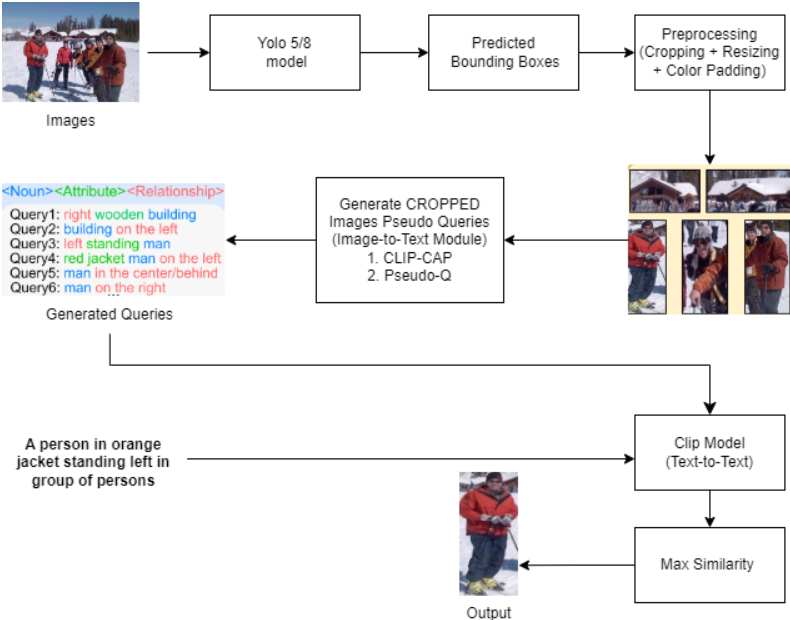 Images
Yolo 5/8
model
Predicted
Bounding Boxes
Preprocessing
(Cropping + Resizing
+ Color Padding)
Generate CROPPED
Images Pseudo Queries
(Image-to-Text Module)
1. CLIP-CAP
2. Pseudo-Q
<Noun><Attribute><Relationship>
Query1: right wooden building
Query2: building on the left
Query3: left standing man
Query4: red jacket man on the left
Query5: man in the center/behind
Query6: man on the right
...
Generated Queries
A person in orange
jacket standing left in
group of persons
Clip Model
(Text-to-Text)
Max Similarity
Output